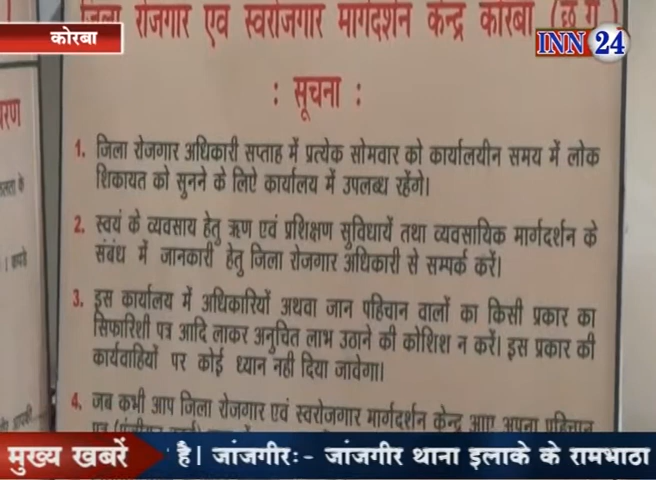 कोरबा
जिला रोजगार एवं स्वरोजगार मार्गदर्शन केन्द्र कोरबा (छ ग )
INN 24
: सूचना :
1. जिला रोजगार अधिकारी सप्ताह में प्रत्येक सोमवार को कार्यालयीन समय में लोक
शिकायत को सुनने के लिऐ कार्यालय में उपलब्ध रहेंगे।
2. स्वयं के व्यवसाय हेतु ऋण एवं प्रशिक्षण सुविधायें तथा व्यवसायिक मार्गदर्शन के
संबंध में जानकारी हेतु जिला रोजगार अधिकारी से सम्पर्क करें।
3. इस कार्यालय में अधिकारियों अथवा जान पहिचान वालों का किसी प्रकार का
सिफारिशी पत्र आदि लाकर अनुचित लाभ उठाने की कोशिश न करें। इस प्रकार की
कार्यवाहियों पर कोई ध्यान नही दिया जावेगा।
4. जब कभी आप जिला रोजगार एवं स्वरोजगार मार्गदर्शन केन्द्र आए अपना पहिचान
पत्र
मुख्य खबरें
है। जांजगीरः- जांजगीर थाना इलाके के रामभाठा